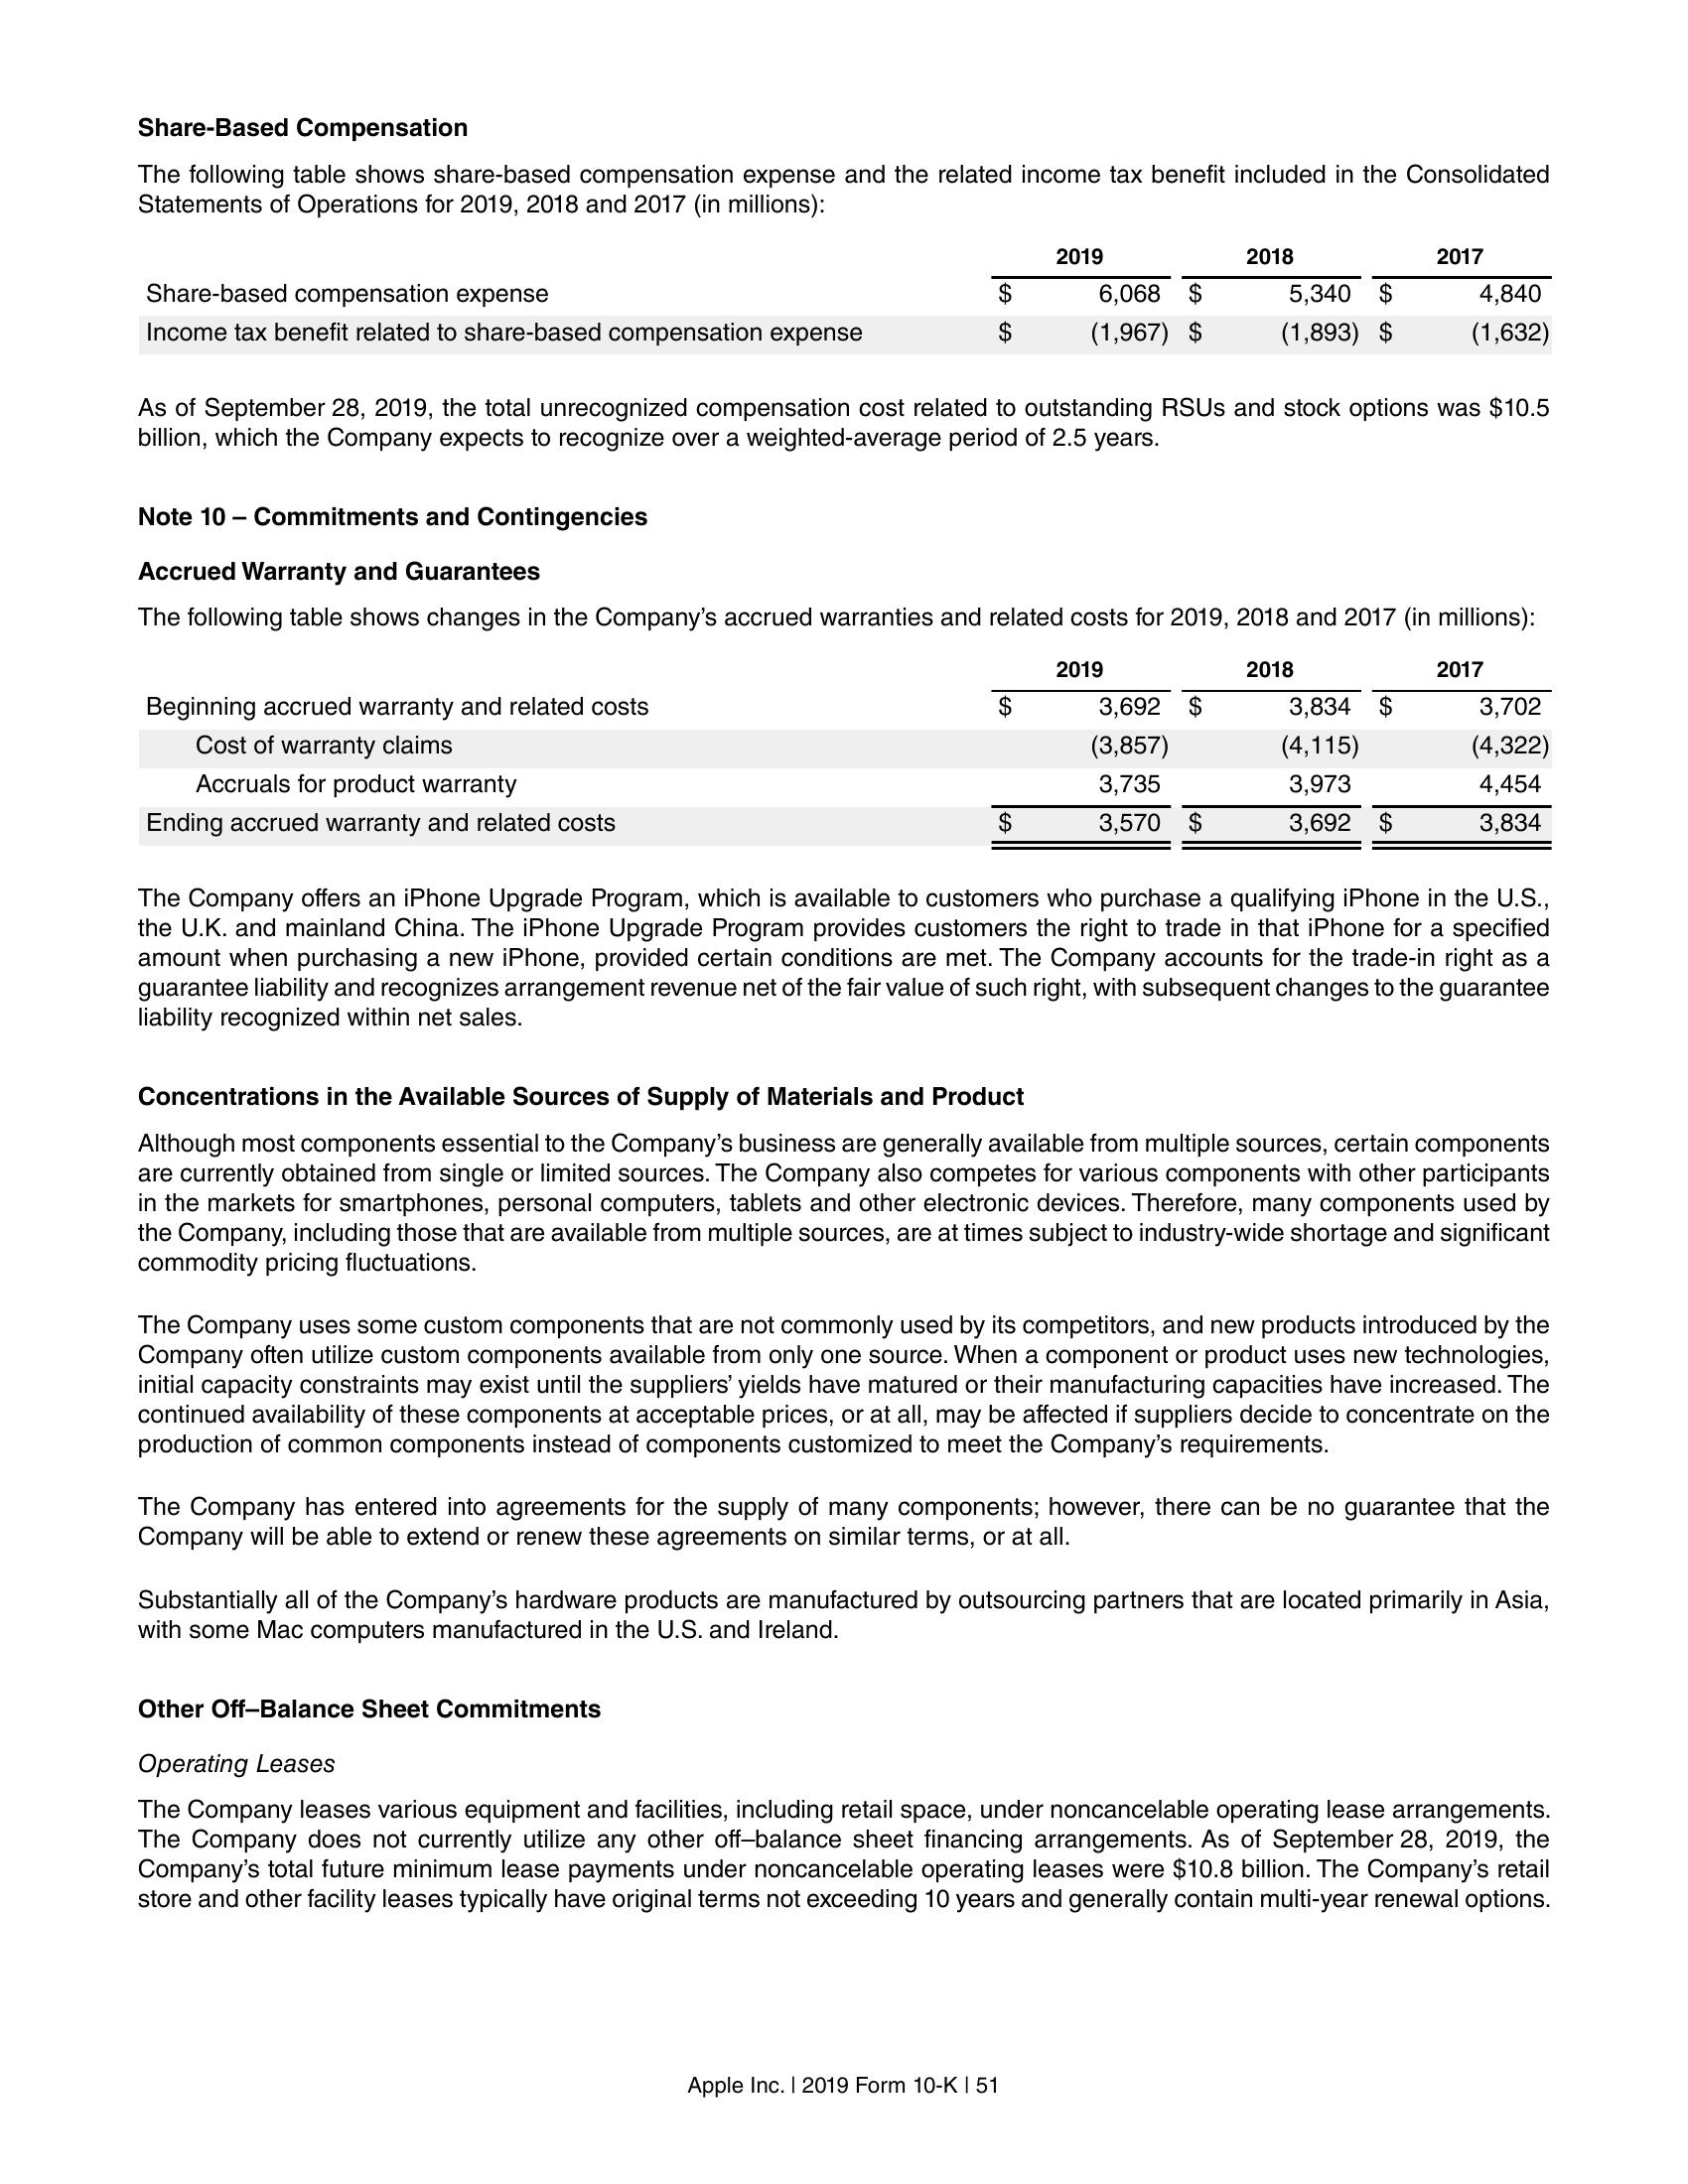 Share-Based Compensation
The following table shows share-based compensation expense and the related income tax benefit included in the Consolidated
Statements of Operations for 2019, 2018 and 2017 (in millions):
2019 2018 2017
Share-based compensation expense $ 6,068 $ 5,340 $ 4,840
Income tax benefit related to share-based compensation expense $ (1,967) $ (1,893) $ (1,632)
As of September 28, 2019, the total unrecognized compensation cost related to outstanding RSUs and stock options was $10.5
billion, which the Company expects to recognize over a weighted-average period of 2.5 years.
Note 10 – Commitments and Contingencies
Accrued Warranty and Guarantees
The following table shows changes in the Company’s accrued warranties and related costs for 2019, 2018 and 2017 (in millions):
2019 2018 2017
Beginning accrued warranty and related costs $ 3,692 $ 3,834 $ 3,702
Cost of warranty claims (3,857) (4,115) (4,322)
Accruals for product warranty 3,735 3,973 4,454
Ending accrued warranty and related costs $ 3,570 $ 3,692 $ 3,834
The Company offers an iPhone Upgrade Program, which is available to customers who purchase a qualifying iPhone in the U.S.,
the U.K. and mainland China. The iPhone Upgrade Program provides customers the right to trade in that iPhone for a specified
amount when purchasing a new iPhone, provided certain conditions are met. The Company accounts for the trade-in right as a
guarantee liability and recognizes arrangement revenue net of the fair value of such right, with subsequent changes to the guarantee
liability recognized within net sales.
Concentrations in the Available Sources of Supply of Materials and Product
Although most components essential to the Company’s business are generally available from multiple sources, certain components
are currently obtained from single or limited sources. The Company also competes for various components with other participants
in the markets for smartphones, personal computers, tablets and other electronic devices. Therefore, many components used by
the Company, including those that are available from multiple sources, are at times subject to industry-wide shortage and significant
commodity pricing fluctuations.
The Company uses some custom components that are not commonly used by its competitors, and new products introduced by the
Company often utilize custom components available from only one source. When a component or product uses new technologies,
initial capacity constraints may exist until the suppliers’ yields have matured or their manufacturing capacities have increased. The
continued availability of these components at acceptable prices, or at all, may be affected if suppliers decide to concentrate on the
production of common components instead of components customized to meet the Company’s requirements.
The Company has entered into agreements for the supply of many components; however, there can be no guarantee that the
Company will be able to extend or renew these agreements on similar terms, or at all.
Substantially all of the Company’s hardware products are manufactured by outsourcing partners that are located primarily in Asia,
with some Mac computers manufactured in the U.S. and Ireland.
Other Off–Balance Sheet Commitments
Operating Leases
The Company leases various equipment and facilities, including retail space, under noncancelable operating lease arrangements.
The Company does not currently utilize any other off–balance sheet financing arrangements. As of September 28, 2019, the
Company’s total future minimum lease payments under noncancelable operating leases were $10.8 billion. The Company’s retail
store and other facility leases typically have original terms not exceeding 10 years and generally contain multi-year renewal options.
Apple Inc. | 2019 Form 10-K | 51